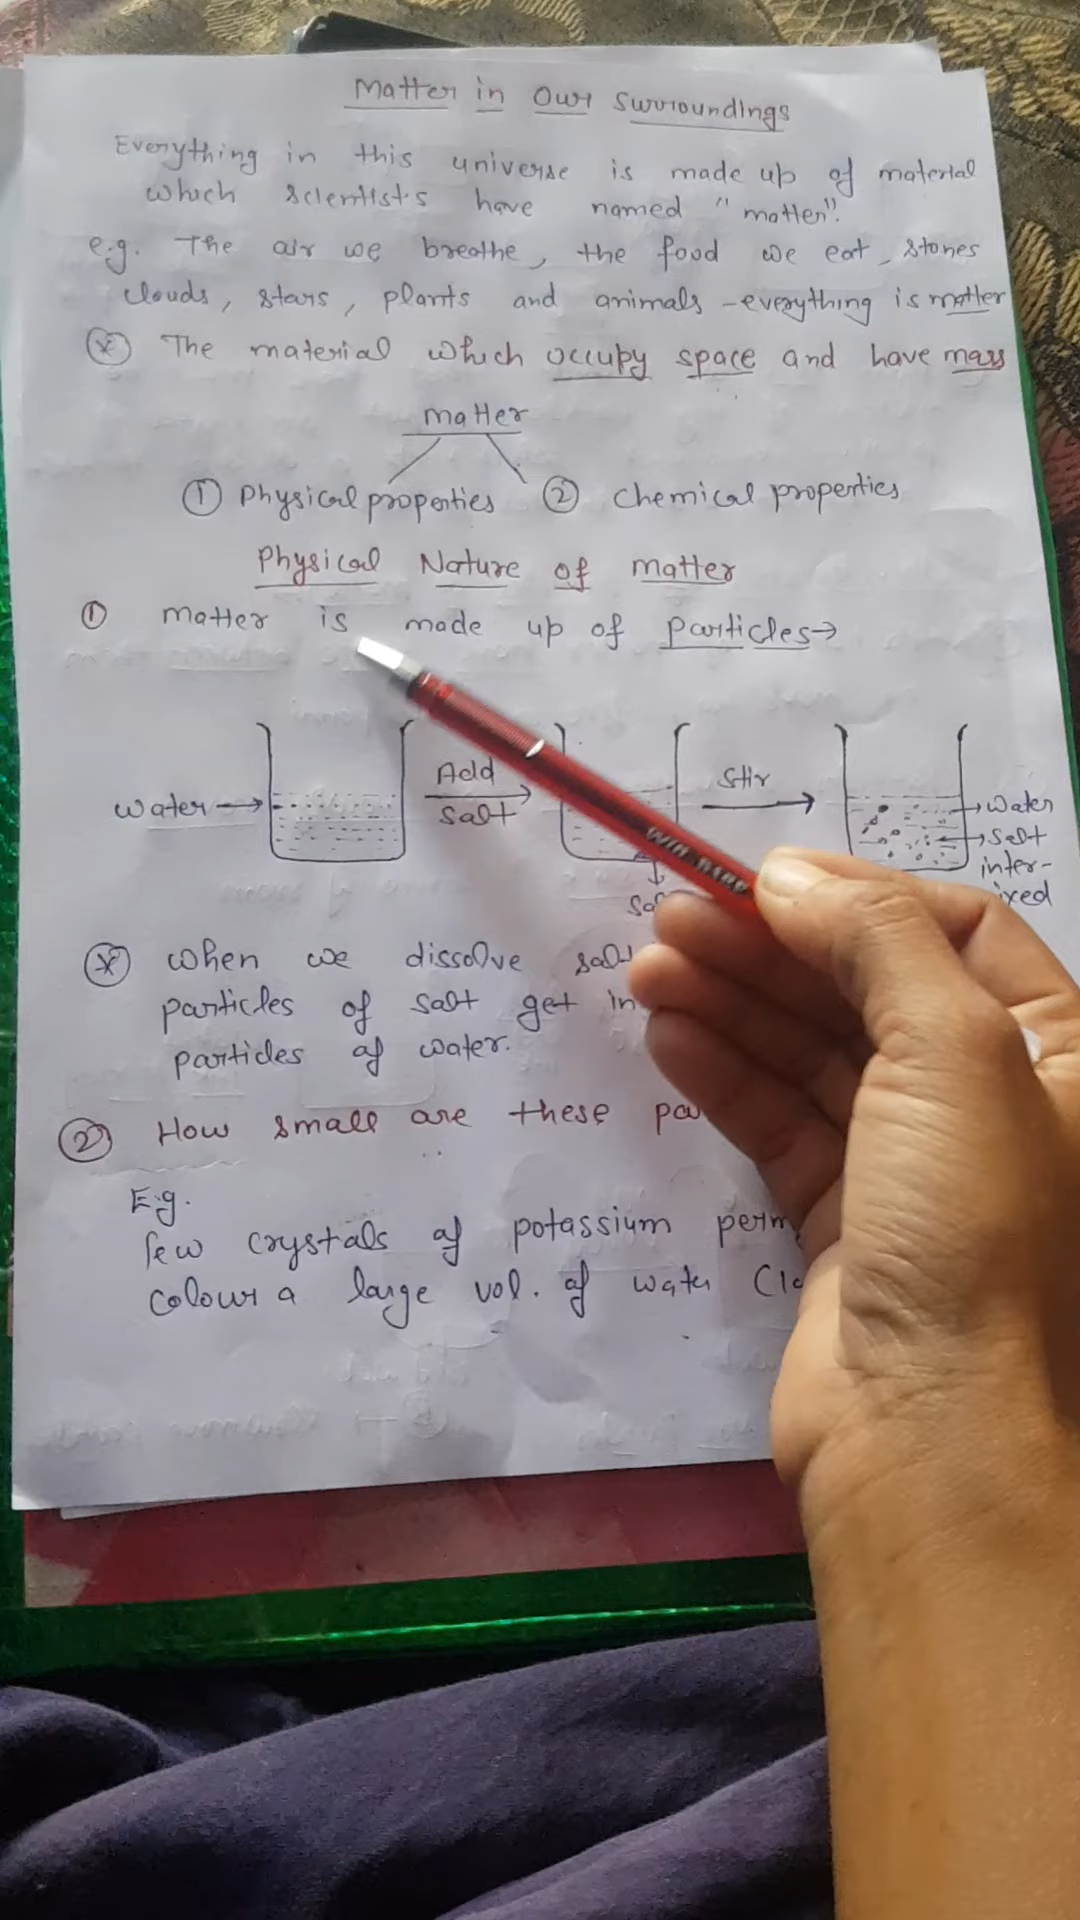 Matter in Our Surroundings
Everything in this universe is made up of material
which scientists have named "matter".
e.g. The air we breathe, the food we eat, stones
clouds, stars, plants and animals - everything is matter
* The material which occupy space and have mass
Matter
① Physical properties ② Chemical properties
Physical Nature of matter
① Matter is made up of particles→
Water
Add
Salt
Stir
Water
Salt
inter-
* When we dissolve salt
particles of salt get
particles of water.
② How small are these
E.g.
few crystals of potassium
colour a large vol. of water